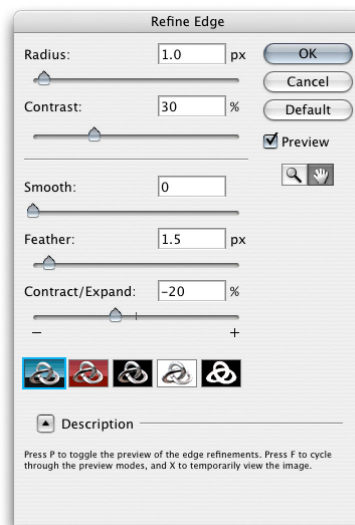 Refine Edge
Radius: 1.0 px
OK
Cancel
Contrast: 30 %
Default
Preview
Smooth: 0
Feather: 1.5 px
Contract/Expand: -20 %
− +
Description
Press P to toggle the preview of the edge refinements. Press F to cycle
through the preview modes, and X to temporarily view the image.